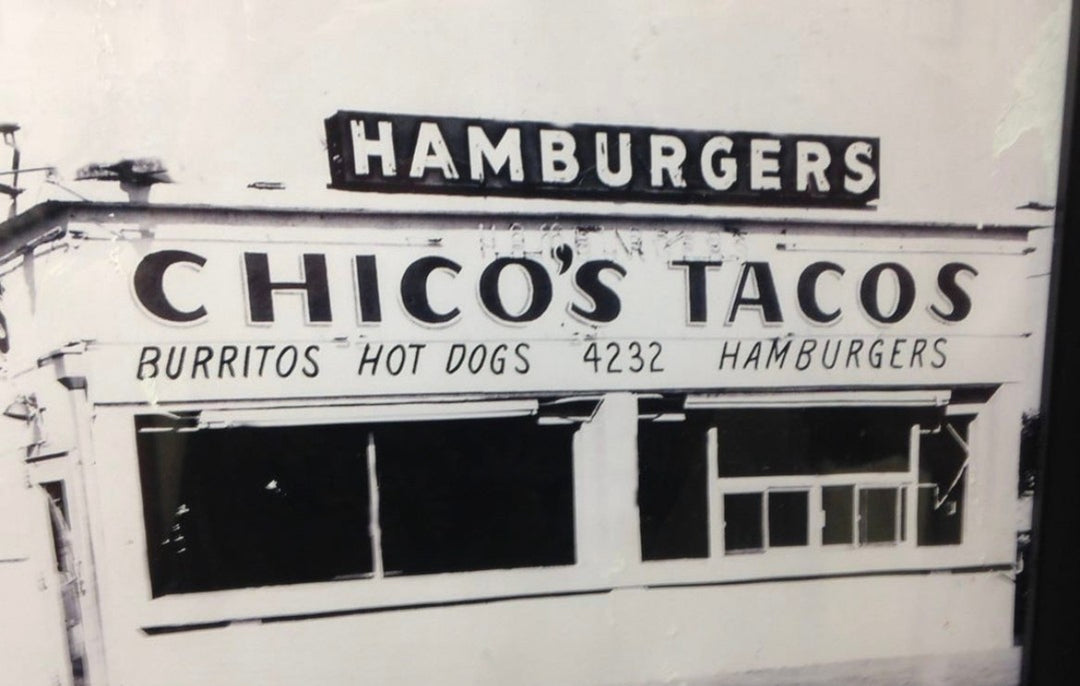 HAMBURGERS
CHICO'S TACOS
BURRITOS HOT DOGS 4232 HAMBURGERS